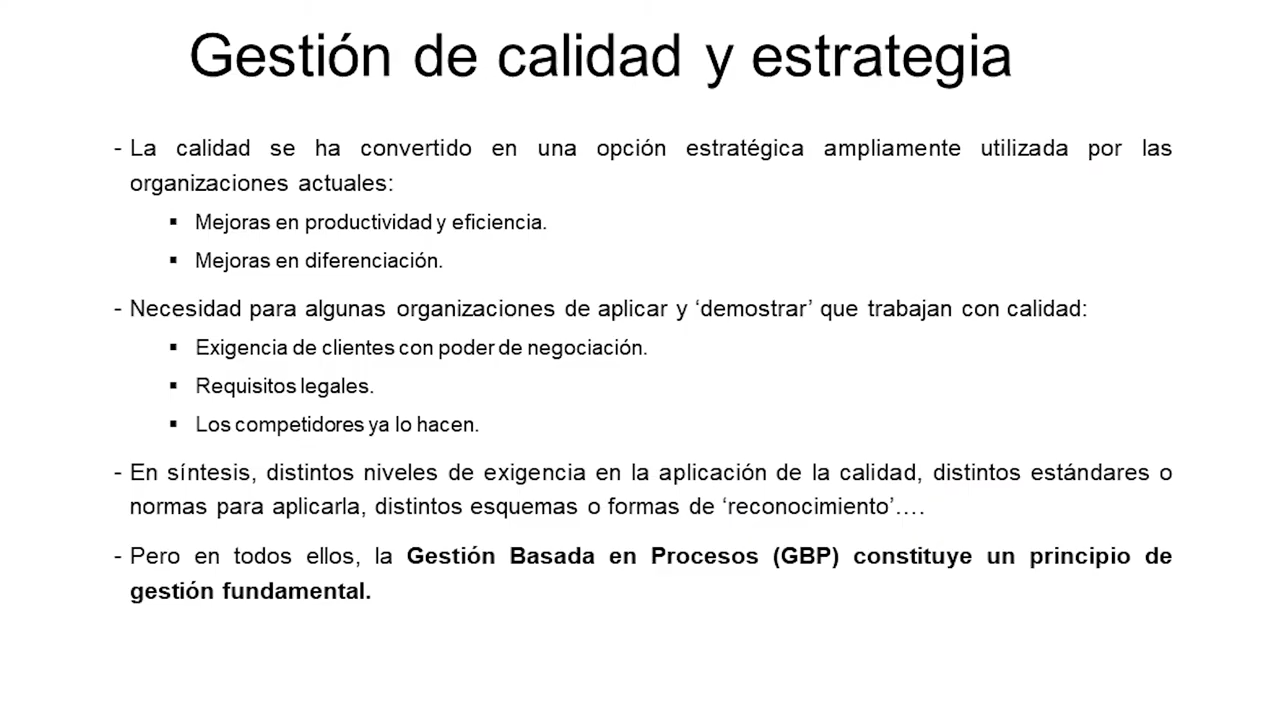 Gestión de calidad y estrategia
- La calidad se ha convertido en una opción estratégica ampliamente utilizada por las
organizaciones actuales:
▪ Mejoras en productividad y eficiencia.
▪ Mejoras en diferenciación.
- Necesidad para algunas organizaciones de aplicar y ‘demostrar’ que trabajan con calidad:
▪ Exigencia de clientes con poder de negociación.
▪ Requisitos legales.
▪ Los competidores ya lo hacen.
- En síntesis, distintos niveles de exigencia en la aplicación de la calidad, distintos estándares o
normas para aplicarla, distintos esquemas o formas de ‘reconocimiento’….
- Pero en todos ellos, la Gestión Basada en Procesos (GBP) constituye un principio de
gestión fundamental.